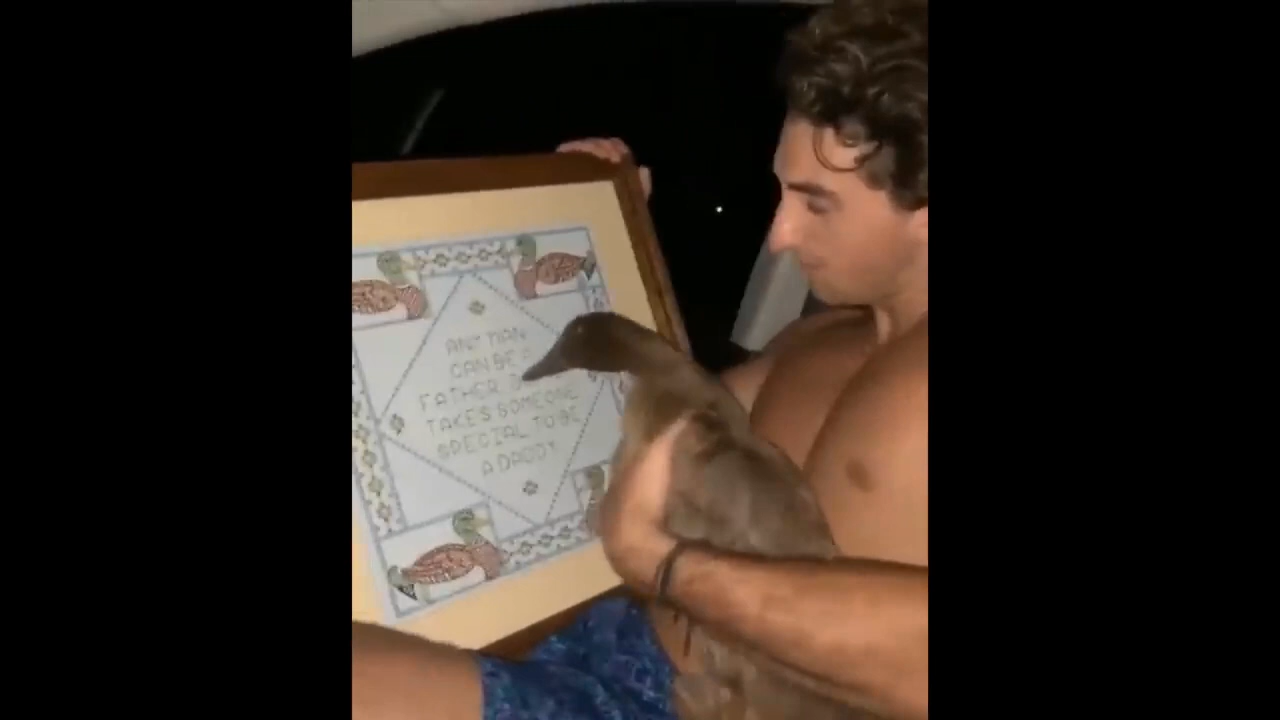 ANY MAN
CAN BE A
FATHER
TAKES SOMEONE
SPECIAL TO BE
A DADDY